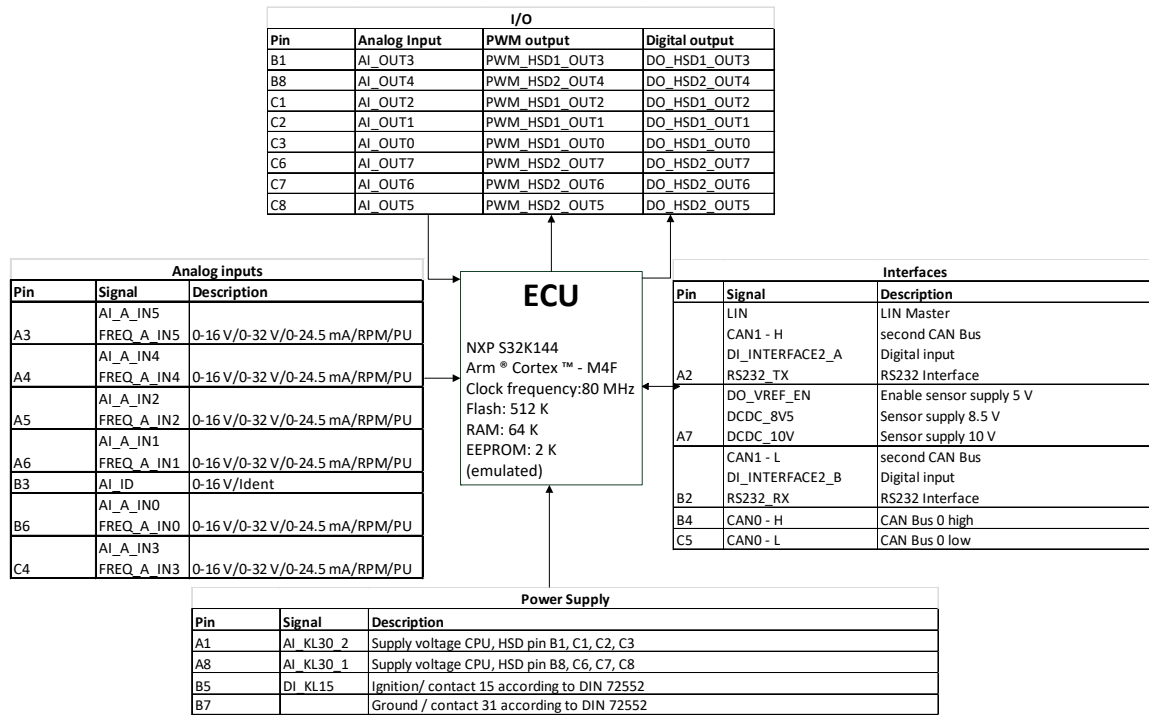 I/O
Pin Analog Input PWM output Digital output
B1 AI_OUT3 PWM_HSD1_OUT3 DO_HSD1_OUT3
B8 AI_OUT4 PWM_HSD2_OUT4 DO_HSD2_OUT4
C1 AI_OUT2 PWM_HSD1_OUT2 DO_HSD1_OUT2
C2 AI_OUT1 PWM_HSD1_OUT1 DO_HSD1_OUT1
C3 AI_OUT0 PWM_HSD1_OUT0 DO_HSD1_OUT0
C6 AI_OUT7 PWM_HSD2_OUT7 DO_HSD2_OUT7
C7 AI_OUT6 PWM_HSD2_OUT6 DO_HSD2_OUT6
C8 AI_OUT5 PWM_HSD2_OUT5 DO_HSD2_OUT5
Analog inputs
Pin Signal Description
AI_A_IN5
A3 FREQ_A_IN5 0-16 V/0-32 V/0-24.5 mA/RPM/PU
AI_A_IN4
A4 FREQ_A_IN4 0-16 V/0-32 V/0-24.5 mA/RPM/PU
AI_A_IN2
A5 FREQ_A_IN2 0-16 V/0-32 V/0-24.5 mA/RPM/PU
AI_A_IN1
A6 FREQ_A_IN1 0-16 V/0-32 V/0-24.5 mA/RPM/PU
B3 AI_ID 0-16 V/Ident
AI_A_IN0
B6 FREQ_A_IN0 0-16 V/0-32 V/0-24.5 mA/RPM/PU
AI_A_IN3
C4 FREQ_A_IN3 0-16 V/0-32 V/0-24.5 mA/RPM/PU
ECU
NXP S32K144
Arm ® Cortex ™ - M4F
Clock frequency:80 MHz
Flash: 512 K
RAM: 64 K
EEPROM: 2 K
(emulated)
Interfaces
Pin Signal Description
LIN LIN Master
CAN1 - H second CAN Bus
DI_INTERFACE2_A Digital input
A2 RS232_TX RS232 Interface
DO_VREF_EN Enable sensor supply 5 V
DCDC_8V5 Sensor supply 8.5 V
A7 DCDC_10V Sensor supply 10 V
CAN1 - L second CAN Bus
DI_INTERFACE2_B Digital input
B2 RS232_RX RS232 Interface
B4 CAN0 - H CAN Bus 0 high
C5 CAN0 - L CAN Bus 0 low
Power Supply
Pin Signal Description
A1 AI_KL30_2 Supply voltage CPU, HSD pin B1, C1, C2, C3
A8 AI_KL30_1 Supply voltage CPU, HSD pin B8, C6, C7, C8
B5 DI_KL15 Ignition/ contact 15 according to DIN 72552
B7 Ground / contact 31 according to DIN 72552